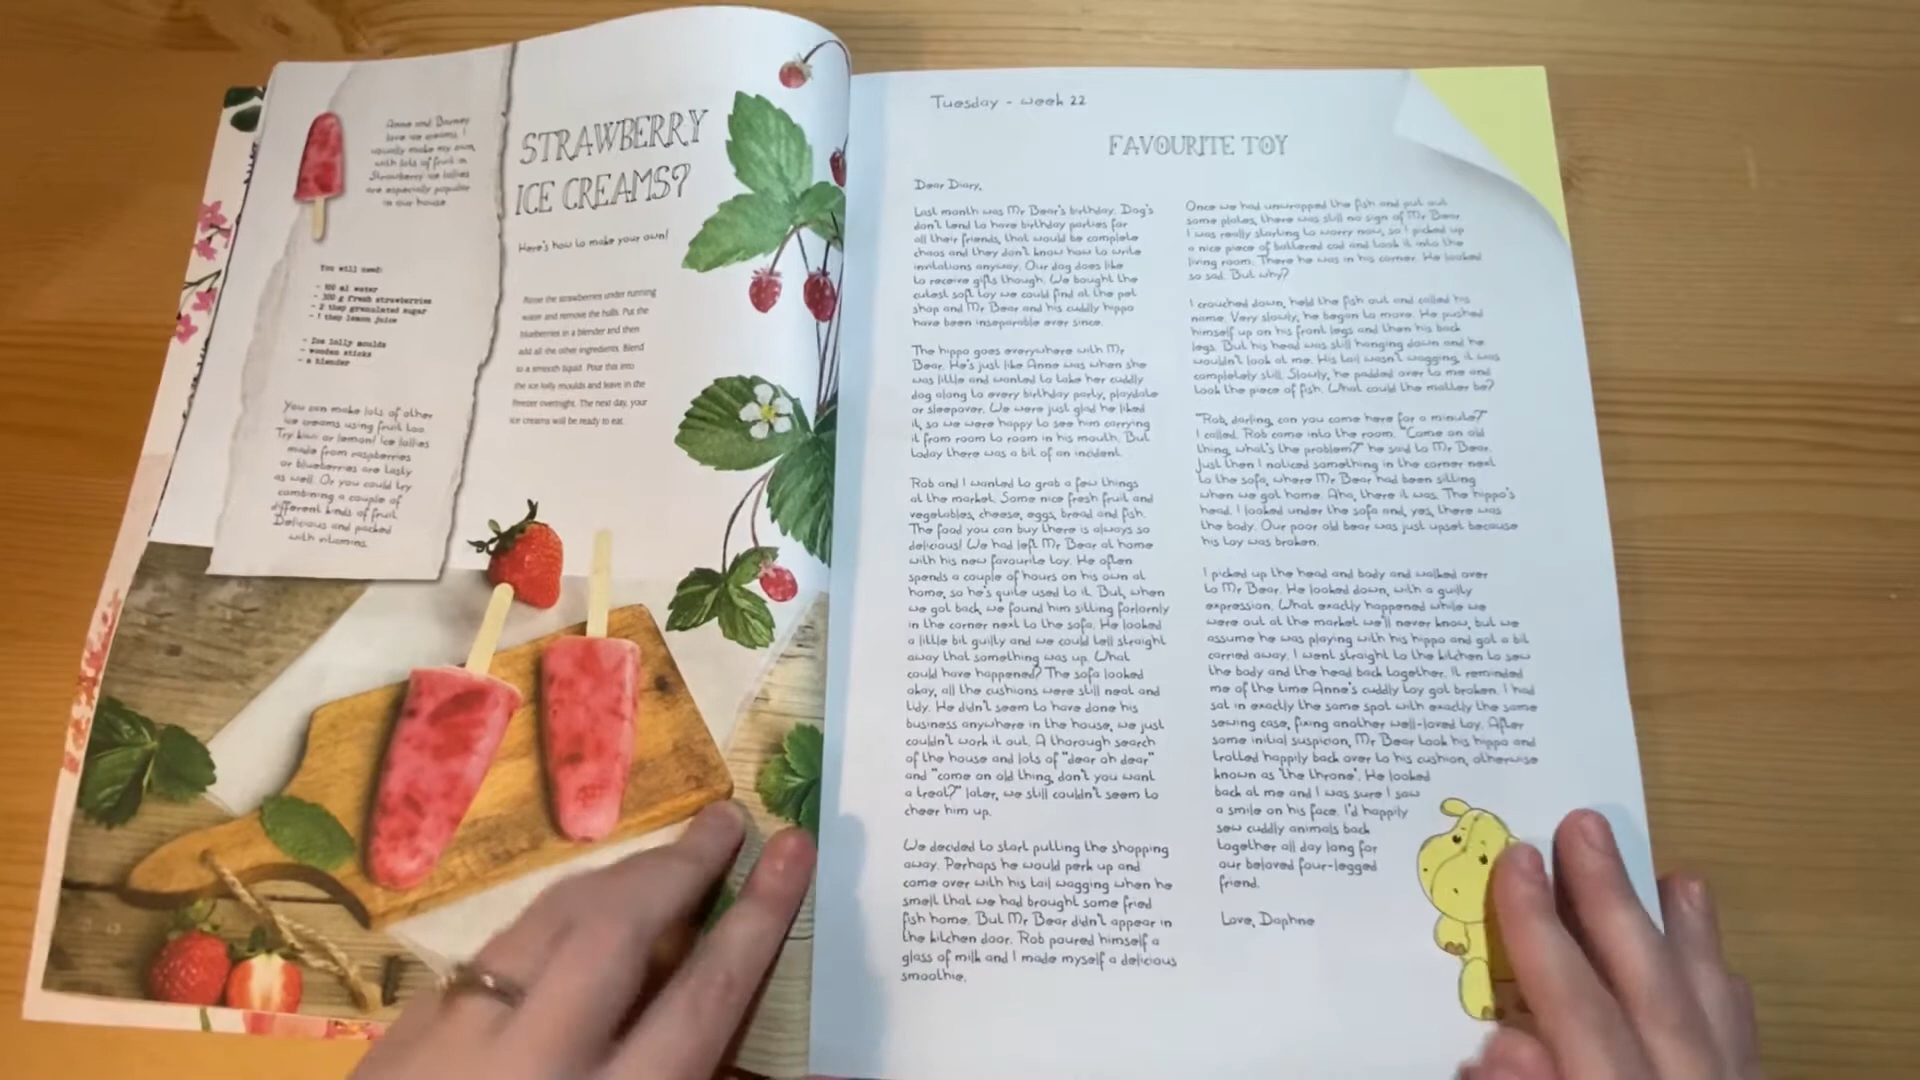 Anne and Barney
love ice creams. I
usually make my own,
with lots of fruit in.
Strawberry ice lollies
are especially popular
in our house.
You will need:
- 100 ml water
- 300 g fresh strawberries
- 2 tbsp granulated sugar
- 1 tbsp lemon juice
- Ice lolly moulds
- wooden sticks
- a blender
You can make lots of other
ice creams using fruit too.
Try kiwi or lemon! Ice lollies
made from raspberries
or blueberries are tasty
as well. Or you could try
combining a couple of
different kinds of fruit.
Delicious and packed
with vitamins.
STRAWBERRY
ICE CREAMS?
Here's how to make your own!
Rinse the strawberries under running
water and remove the hulls. Put the
blueberries in a blender and then
add all the other ingredients. Blend
to a smooth liquid. Pour this into
the ice lolly moulds and leave in the
freezer overnight. The next day, your
ice creams will be ready to eat.
Tuesday - week 22
FAVOURITE TOY
Dear Diary,
Last month was Mr Bear's birthday. Dog's
don't tend to have birthday parties for
all their friends, that would be complete
chaos and they don't know how to write
invitations anyway. Our dog does like
to receive gifts though. We bought the
cutest soft toy we could find at the pet
shop and Mr Bear and his cuddly hippo
have been inseparable ever since.
The hippo goes everywhere with Mr
Bear. He's just like Anne was when she
was little and wanted to take her cuddly
dog along to every birthday party, playdate
or sleepover. We were just glad he liked
it, so we were happy to see him carrying
it from room to room in his mouth. But
today there was a bit of an incident.
Rob and I wanted to grab a few things
at the market. Some nice fresh fruit and
vegetables, cheese, eggs, bread and fish.
The food you can buy there is always so
delicious! We had left Mr Bear at home
with his new favourite toy. He often
spends a couple of hours on his own at
home, so he's quite used to it. But, when
we got back, we found him sitting forlornly
in the corner next to the sofa. He looked
a little bit guilty and we could tell straight
away that something was up. What
could have happened? The sofa looked
okay, all the cushions were still neat and
tidy. He didn't seem to have done his
business anywhere in the house, we just
couldn't work it out. A thorough search
of the house and lots of "dear oh dear"
and "come on old thing, don't you want
a treat?" later, we still couldn't seem to
cheer him up.
We decided to start putting the shopping
away. Perhaps he would perk up and
come over with his tail wagging when he
smelt that we had brought some fried
fish home. But Mr Bear didn't appear in
the kitchen door. Rob poured himself a
glass of milk and I made myself a delicious
smoothie.
Once we had unwrapped the fish and put out
some plates, there was still no sign of Mr Bear.
I was really starting to worry now, so I picked up
a nice piece of battered cod and took it into the
living room. There he was in his corner. He looked
so sad. But why?
I crouched down, held the fish out and called his
name. Very slowly, he began to move. He pushed
himself up on his front legs and then his back
legs. But his head was still hanging down and he
wouldn't look at me. His tail wasn't wagging, it was
completely still. Slowly, he padded over to me and
took the piece of fish. What could the matter be?
"Rob, darling, can you come here for a minute?"
I called. Rob came into the room. "Come on old
thing, what's the problem?" he said to Mr Bear.
Just then I noticed something in the corner next
to the sofa, where Mr Bear had been sitting
when we got home. Aha, there it was. The hippo's
head. I looked under the sofa and, yes, there was
the body. Our poor old bear was just upset because
his toy was broken.
I picked up the head and body and walked over
to Mr Bear. He looked down, with a guilty
expression. What exactly happened while we
were out at the market we'll never know, but we
assume he was playing with his hippo and got a bit
carried away. I went straight to the kitchen to sew
the body and the head back together. It reminded
me of the time Anne's cuddly toy got broken. I had
sat in exactly the same spot with exactly the same
sewing case, fixing another well-loved toy. After
some initial suspicion, Mr Bear took his hippo and
trotted happily back over to his cushion, otherwise
known as 'the throne'. He looked
back at me and I was sure I saw
a smile on his face. I'd happily
sew cuddly animals back
together all day long for
our beloved four-legged
friend.
Love, Daphne